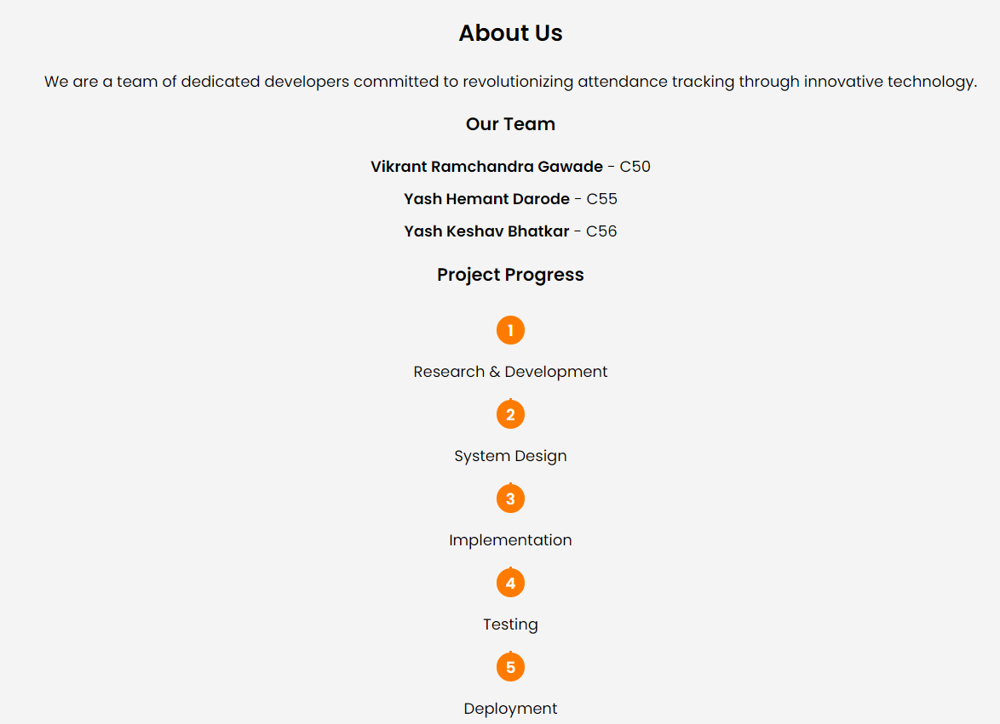 About Us
We are a team of dedicated developers committed to revolutionizing attendance tracking through innovative technology.
Our Team
Vikrant Ramchandra Gawade - C50
Yash Hemant Darode - C55
Yash Keshav Bhatkar - C56
Project Progress
1
Research & Development
2
System Design
3
Implementation
4
Testing
5
Deployment